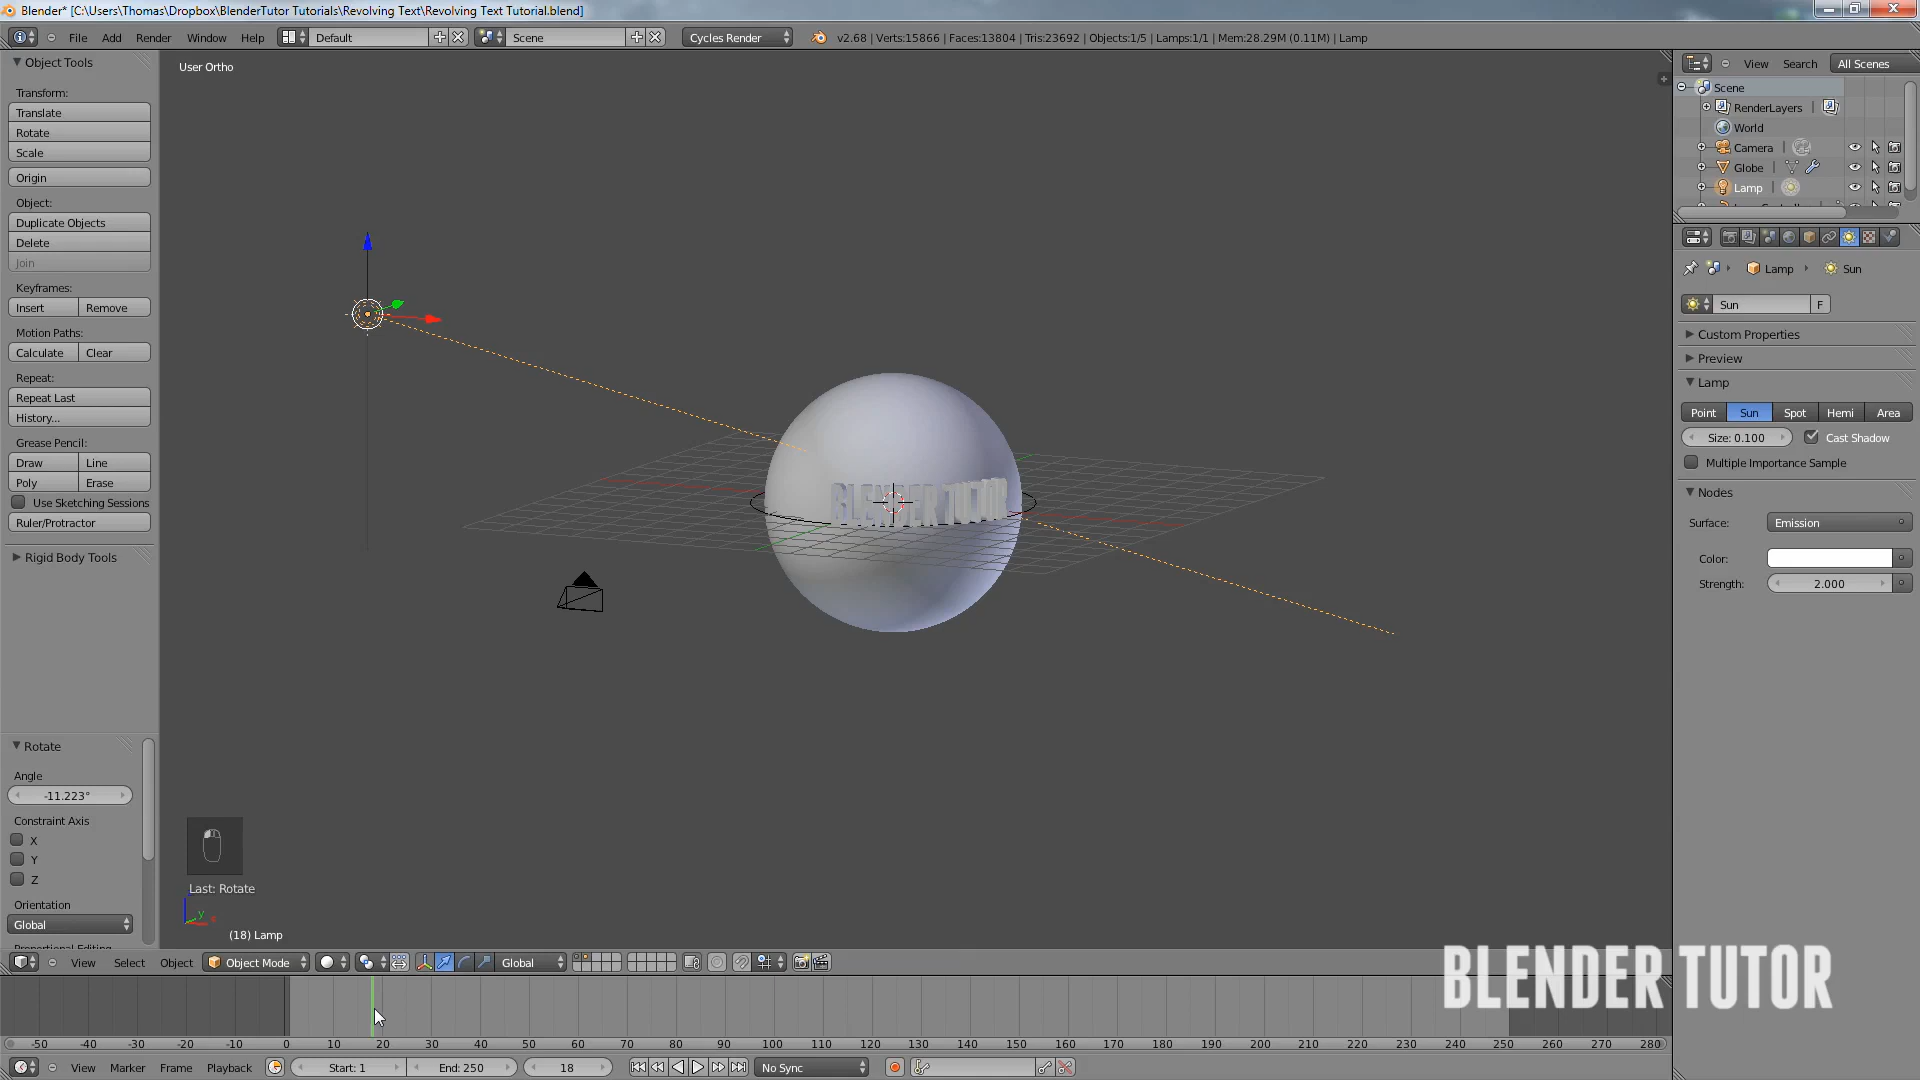 Blender* [C:\Users\Thomas\Dropbox\BlenderTutor Tutorials\Revolving Text\Revolving Text Tutorial.blend]
File Add Render Window Help Default Scene Cycles Render v2.68 | Verts:15866 | Faces:13804 | Tris:23692 | Objects:1/5 | Lamps:1/1 | Mem:28.29M (0.11M) | Lamp
Object Tools
Transform:
Translate
Rotate
Scale
Origin
Object:
Duplicate Objects
Delete
Join
Keyframes:
Insert Remove
Motion Paths:
Calculate Clear
Repeat:
Repeat Last
History...
Grease Pencil:
Draw Line
Poly Erase
Use Sketching Sessions
Ruler/Protractor
Rigid Body Tools
Rotate
Angle
-11.223°
Constraint Axis
X
Y
Z
Orientation
Global
User Ortho
BLENDER TUTOR
Last: Rotate
y
(18) Lamp
View Search All Scenes
Scene
RenderLayers
World
Camera
Globe
Lamp
Lamp Sun
Sun F
Custom Properties
Preview
Lamp
Point Sun Spot Hemi Area
Size: 0.100 Cast Shadow
Multiple Importance Sample
Nodes
Surface: Emission
Color:
Strength: 2.000
View Select Object Object Mode Global
BLENDER TUTOR
-50 -40 -30 -20 -10 0 10 20 30 40 50 60 70 80 90 100 110 120 130 140 150 160 170 180 190 200 210 220 230 240 250 260 270 280
View Marker Frame Playback Start: 1 End: 250 18 No Sync